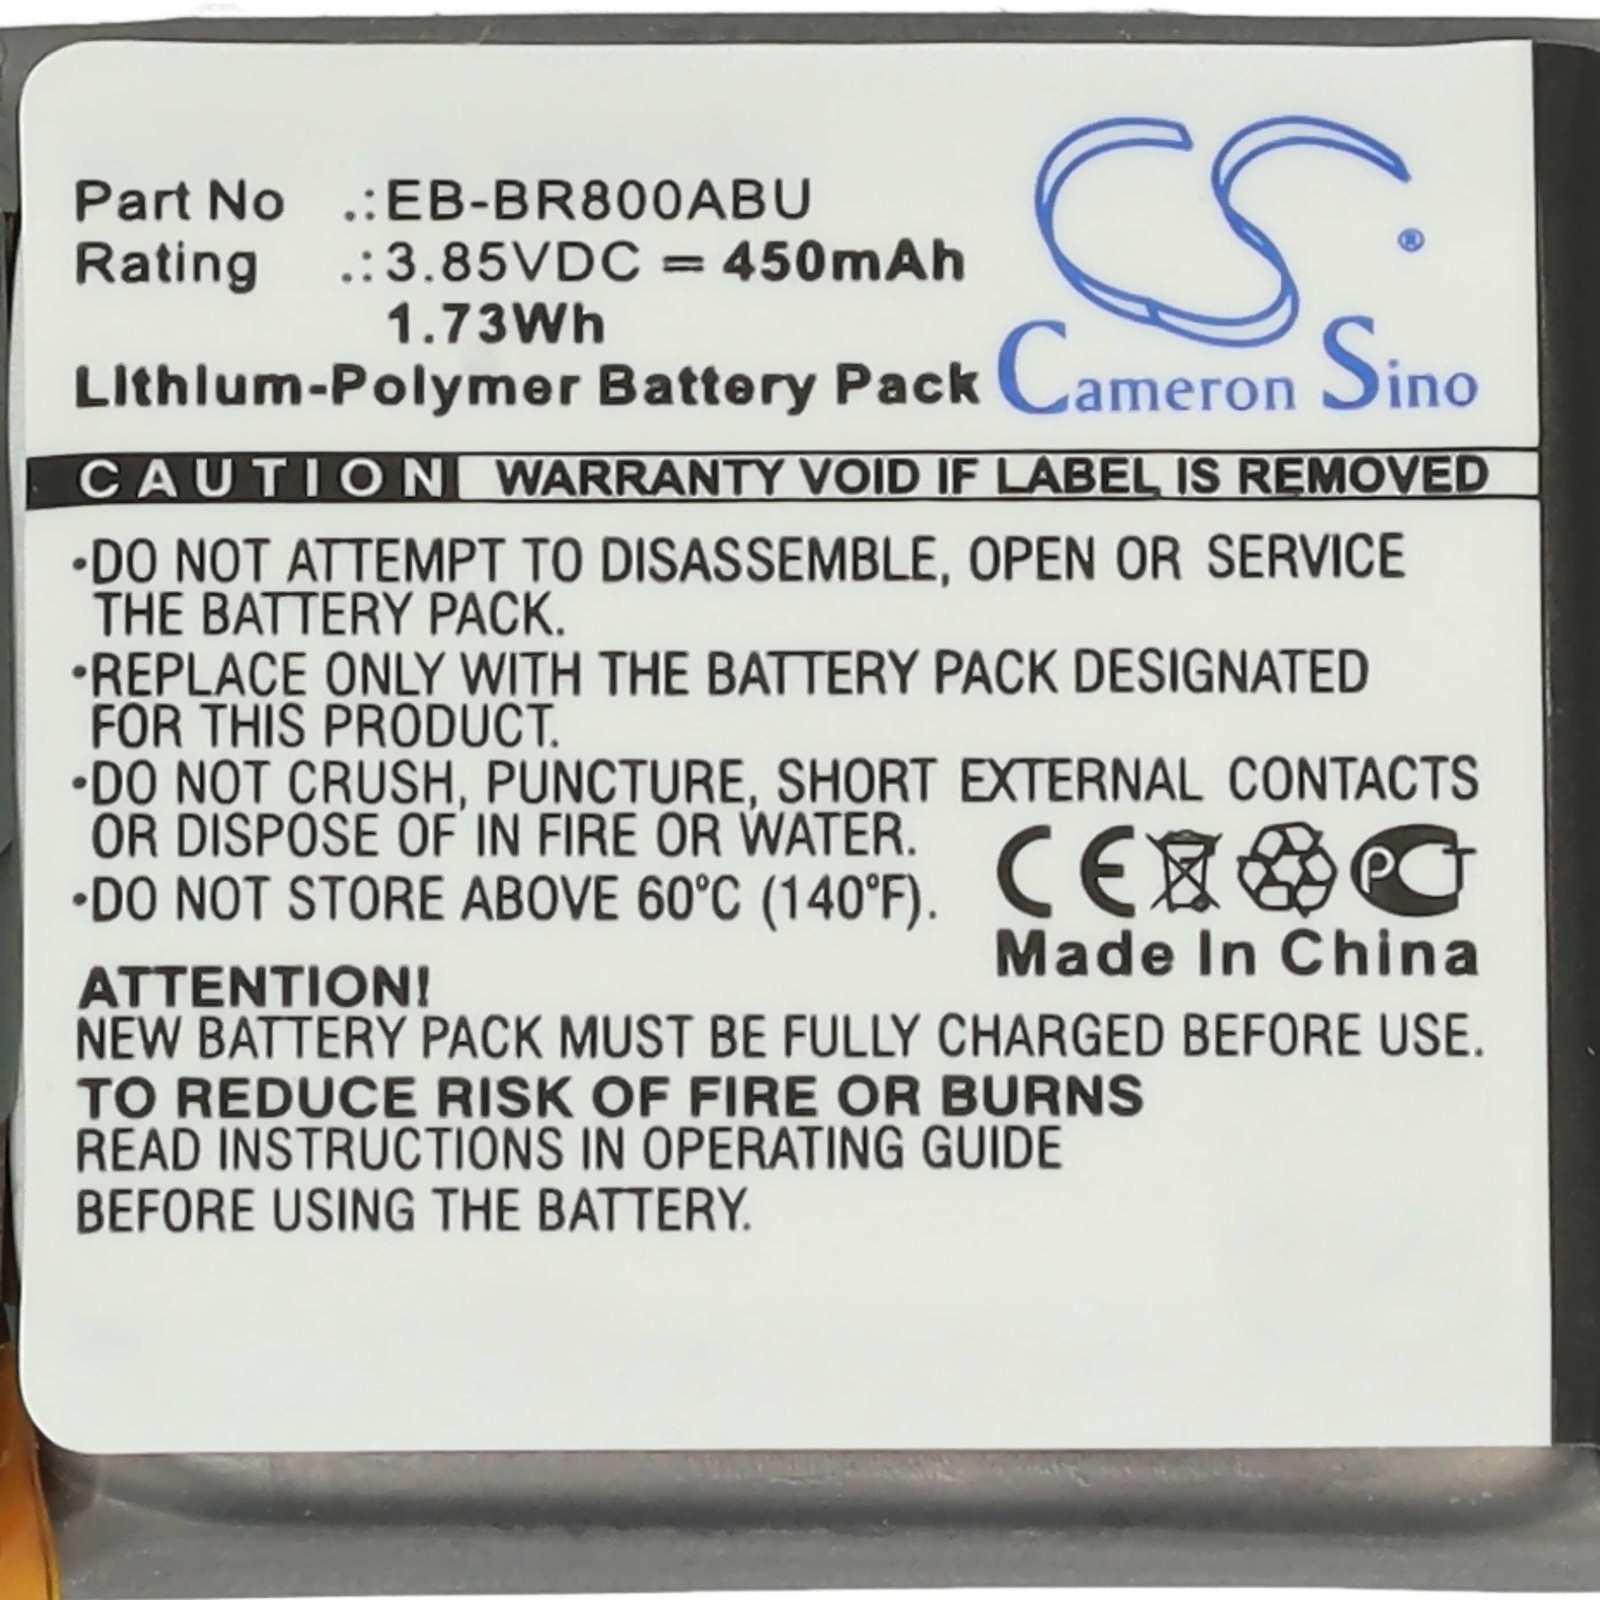 Part No .: EB-BR800ABU
Rating .: 3.85VDC = 450mAh
1.73Wh
Lithium-Polymer Battery Pack
CS ®
Cameron Sino
CAUTION WARRANTY VOID IF LABEL IS REMOVED
•DO NOT ATTEMPT TO DISASSEMBLE, OPEN OR SERVICE
THE BATTERY PACK.
•REPLACE ONLY WITH THE BATTERY PACK DESIGNATED
FOR THIS PRODUCT.
•DO NOT CRUSH, PUNCTURE, SHORT EXTERNAL CONTACTS
OR DISPOSE OF IN FIRE OR WATER.
•DO NOT STORE ABOVE 60°C (140°F).
CE PCT
Made In China
ATTENTION!
NEW BATTERY PACK MUST BE FULLY CHARGED BEFORE USE.
TO REDUCE RISK OF FIRE OR BURNS
READ INSTRUCTIONS IN OPERATING GUIDE
BEFORE USING THE BATTERY.